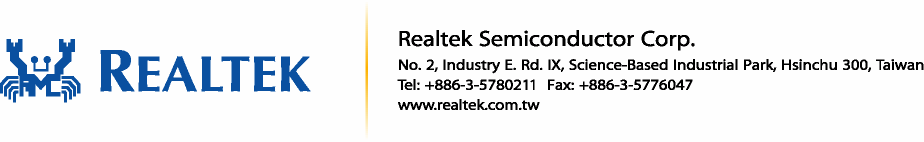 REALTEK
Realtek Semiconductor Corp.
No. 2, Industry E. Rd. IX, Science-Based Industrial Park, Hsinchu 300, Taiwan
Tel: +886-3-5780211 Fax: +886-3-5776047
www.realtek.com.tw